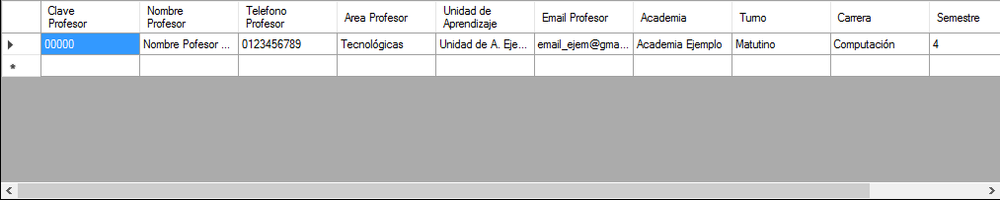 Clave Profesor Nombre Profesor Telefono Profesor Area Profesor Unidad de Aprendizaje Email Profesor Academia Turno Carrera Semestre
00000 Nombre Pofesor ... 0123456789 Tecnológicas Unidad de A. Eje... email_ejem@gma... Academia Ejemplo Matutino Computación 4